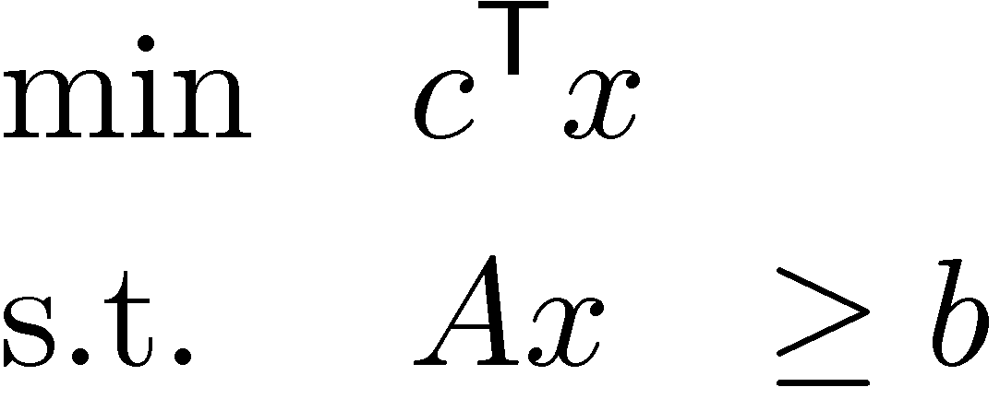 min c⊤x
s.t. Ax ≥ b